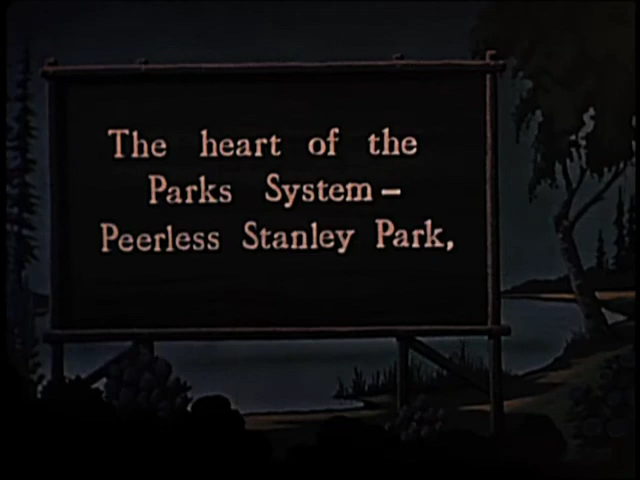 The heart of the
Parks System –
Peerless Stanley Park,